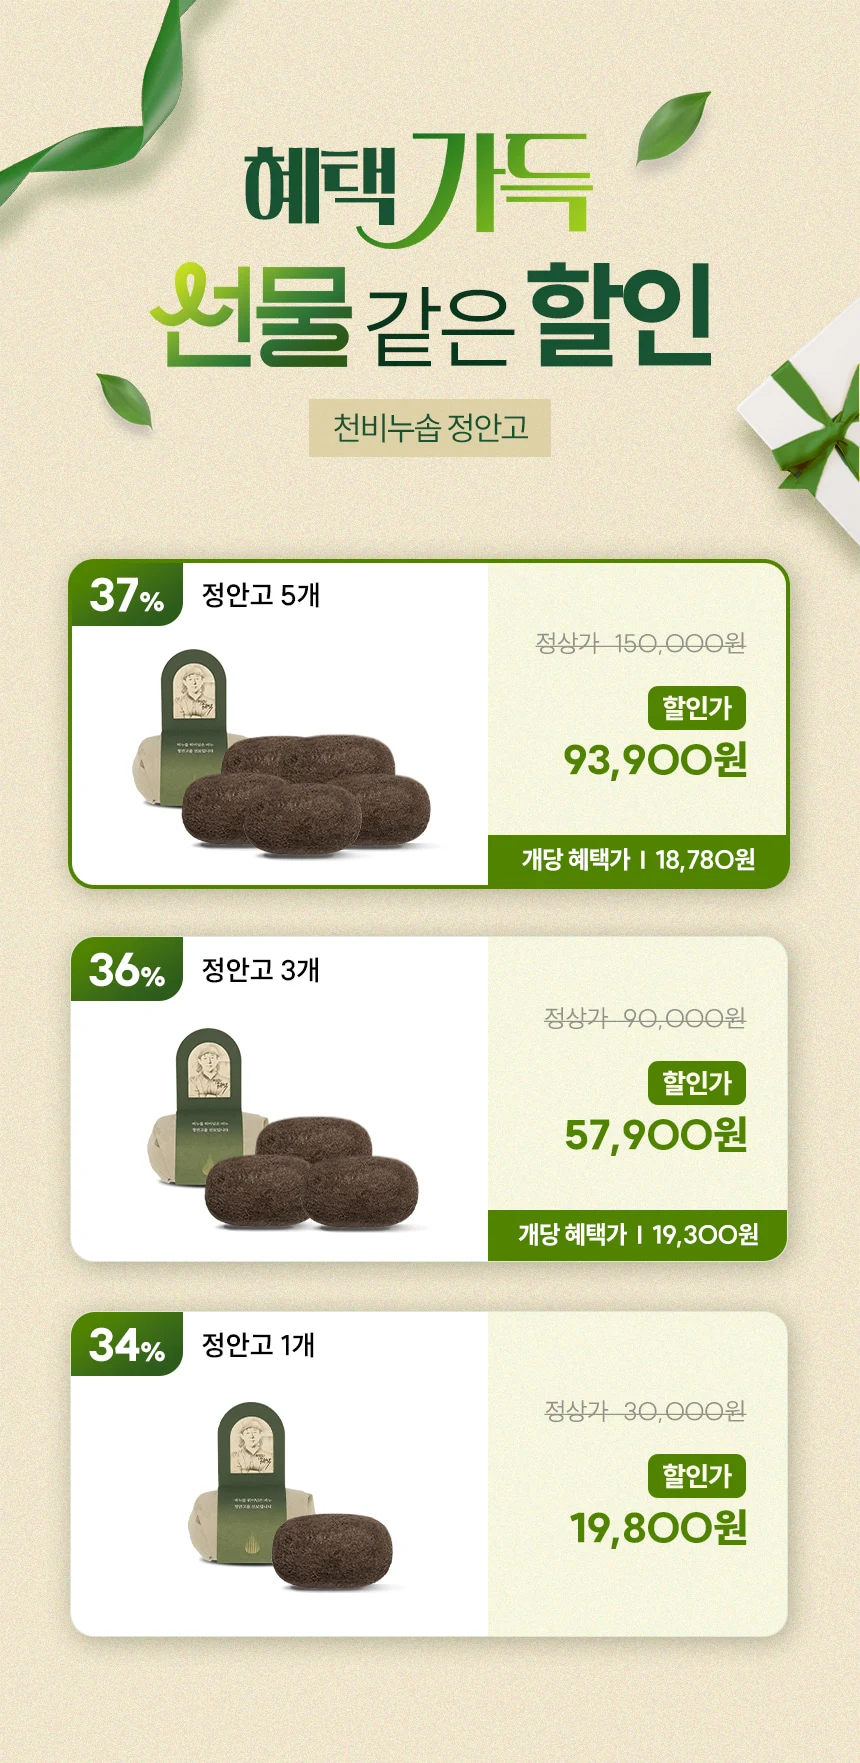 혜택 가득
선물 같은 할인
천비누솝 정안고
37%
정안고 5개
정상가 150,000원
할인가
93,900원
개당 혜택가 | 18,780원
36%
정안고 3개
정상가 90,000원
할인가
57,900원
개당 혜택가 | 19,300원
34%
정안고 1개
정상가 30,000원
할인가
19,800원